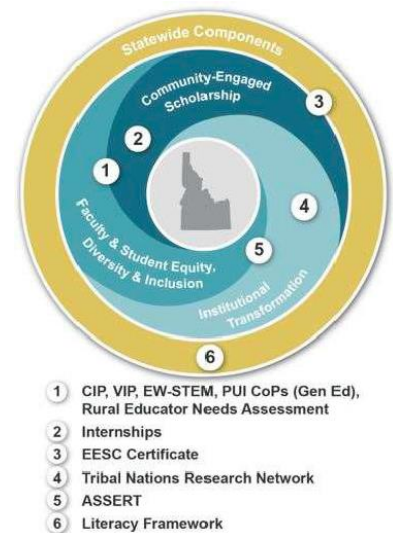 Statewide Components
Community-Engaged
Scholarship
3
2
1
4
Faculty & Student Equity,
Diversity & Inclusion
5
Institutional
Transformation
6
1 CIP, VIP, EW-STEM, PUI CoPs (Gen Ed),
Rural Educator Needs Assessment
2 Internships
3 EESC Certificate
4 Tribal Nations Research Network
5 ASSERT
6 Literacy Framework